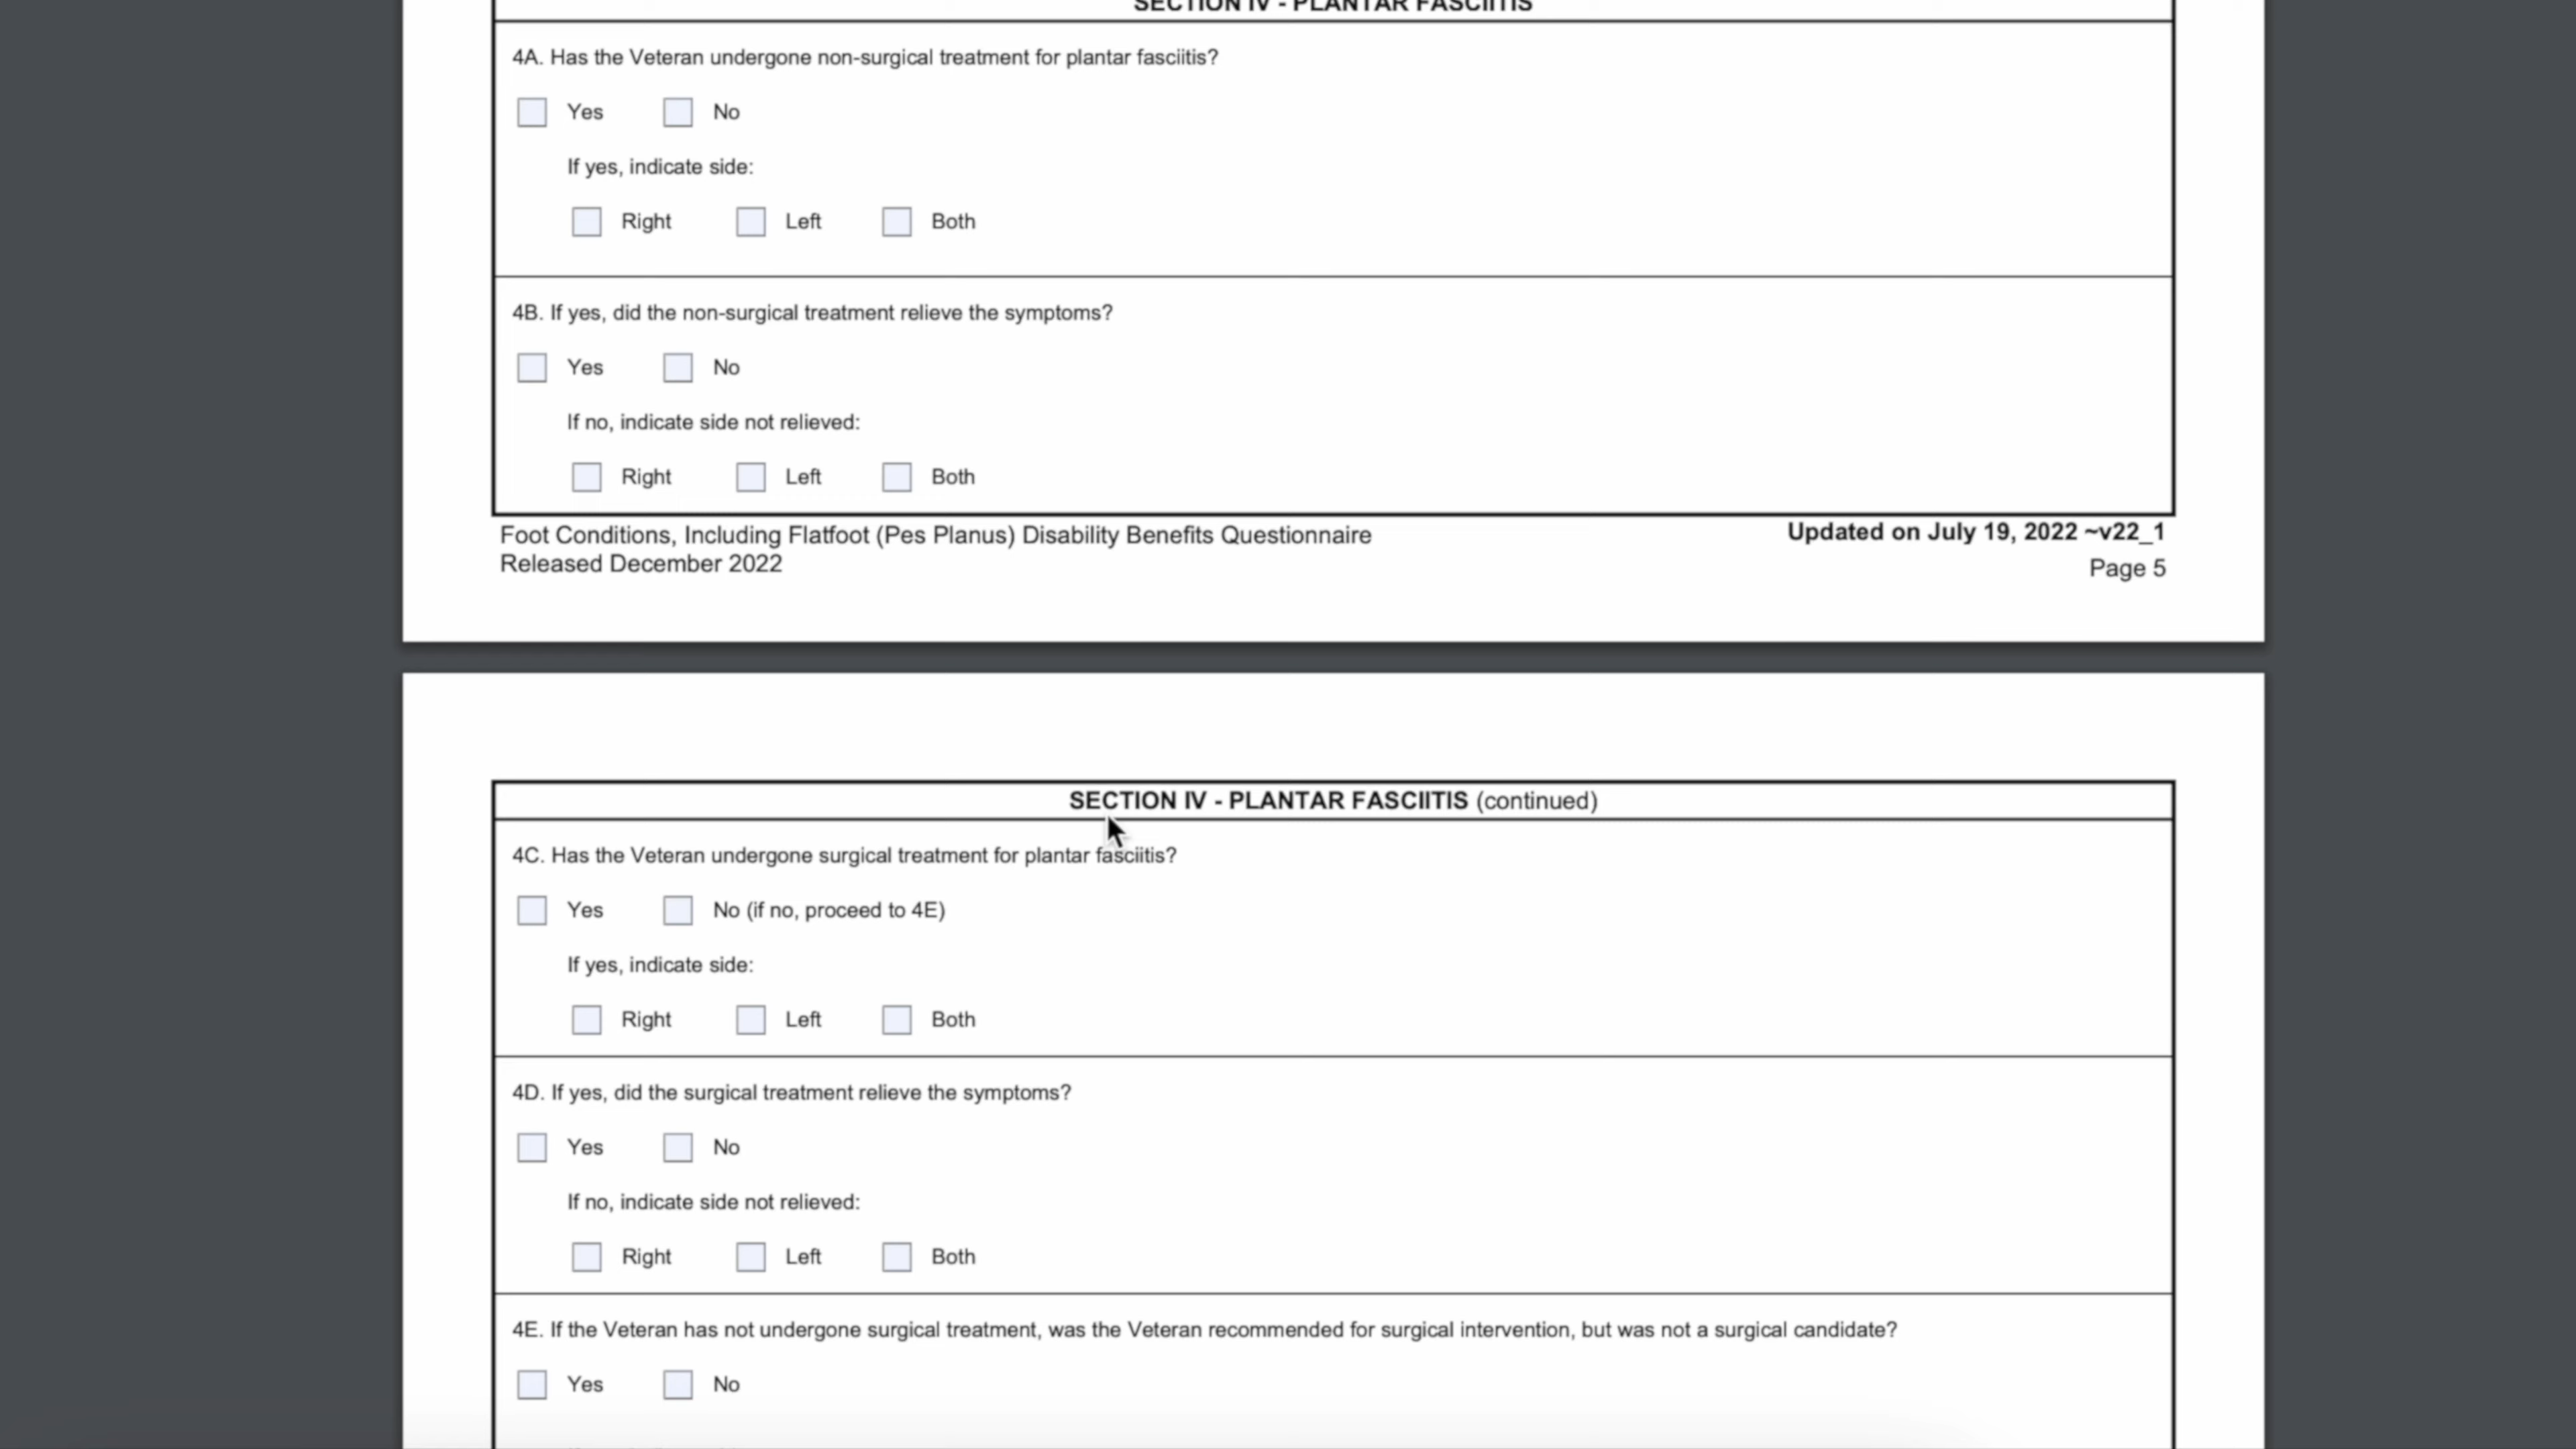 SECTION IV - PLANTAR FASCIITIS
4A. Has the Veteran undergone non-surgical treatment for plantar fasciitis?
Yes No
If yes, indicate side:
Right Left Both
4B. If yes, did the non-surgical treatment relieve the symptoms?
Yes No
If no, indicate side not relieved:
Right Left Both
Foot Conditions, Including Flatfoot (Pes Planus) Disability Benefits Questionnaire Updated on July 19, 2022 ~v22_1
Released December 2022 Page 5
SECTION IV - PLANTAR FASCIITIS (continued)
4C. Has the Veteran undergone surgical treatment for plantar fasciitis?
Yes No (if no, proceed to 4E)
If yes, indicate side:
Right Left Both
4D. If yes, did the surgical treatment relieve the symptoms?
Yes No
If no, indicate side not relieved:
Right Left Both
4E. If the Veteran has not undergone surgical treatment, was the Veteran recommended for surgical intervention, but was not a surgical candidate?
Yes No